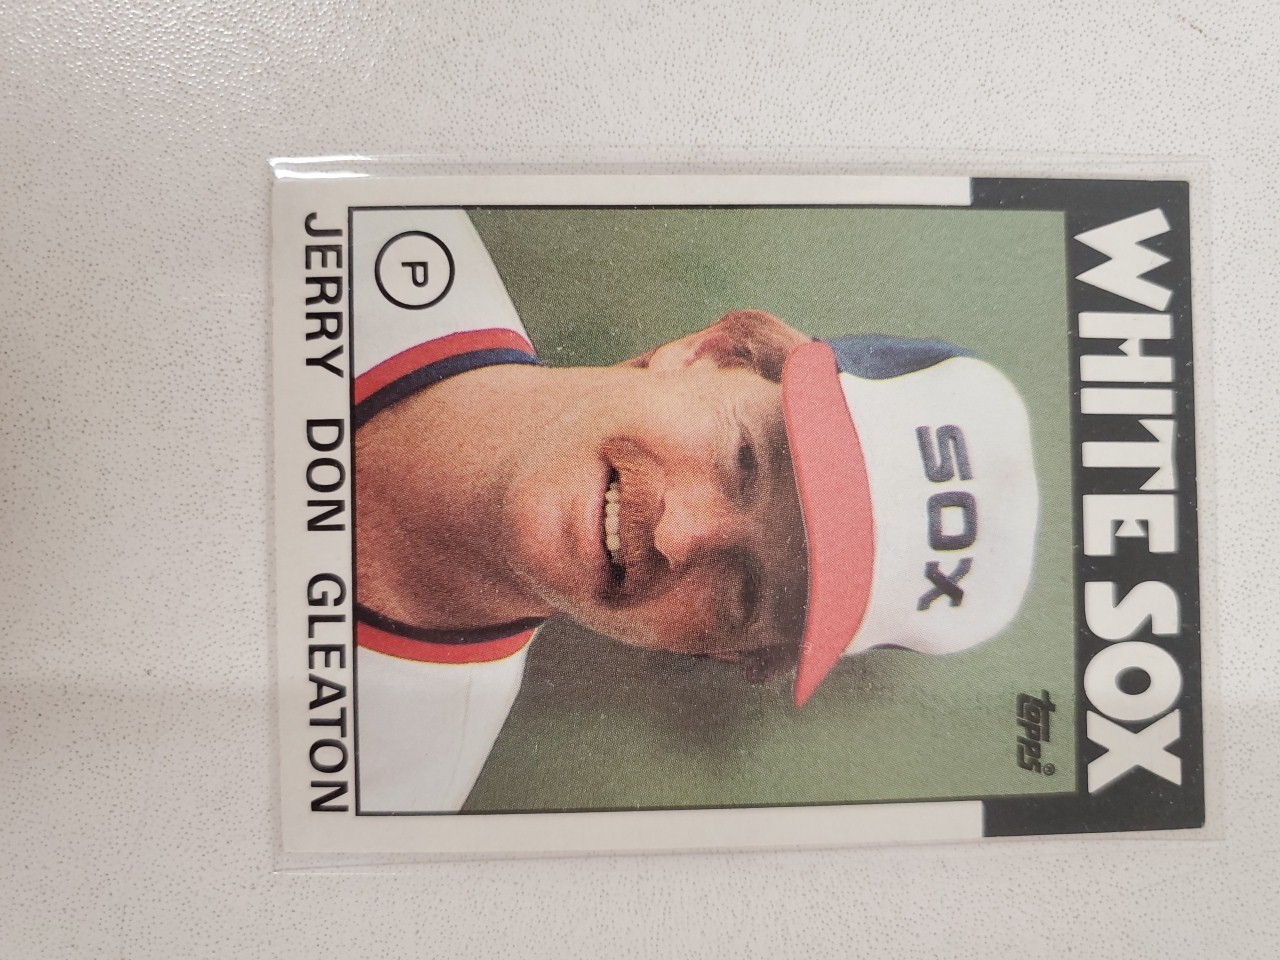 WHITE SOX
topps®
SOX
P
JERRY DON GLEATON